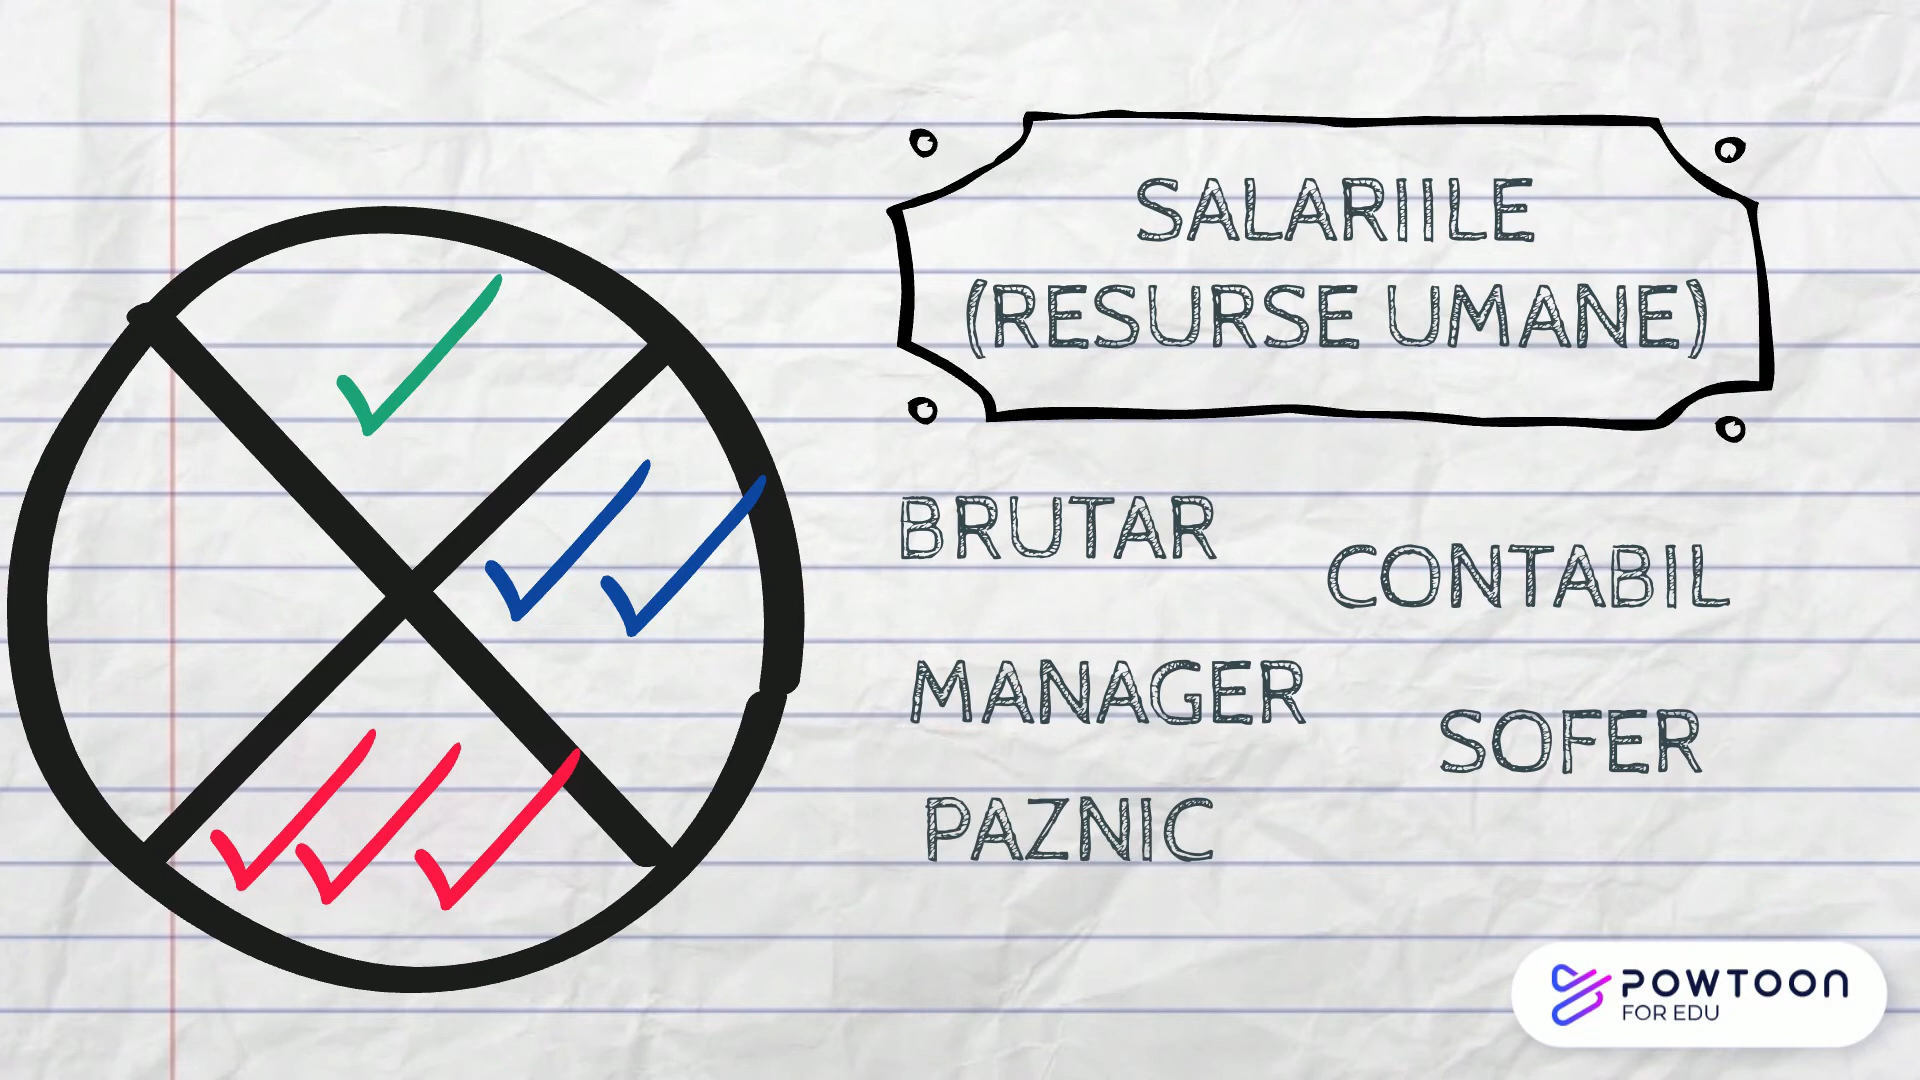 SALARIILE
(RESURSE UMANE)
BRUTAR
CONTABIL
MANAGER
SOFER
PAZNIC
POWTOON
FOR EDU